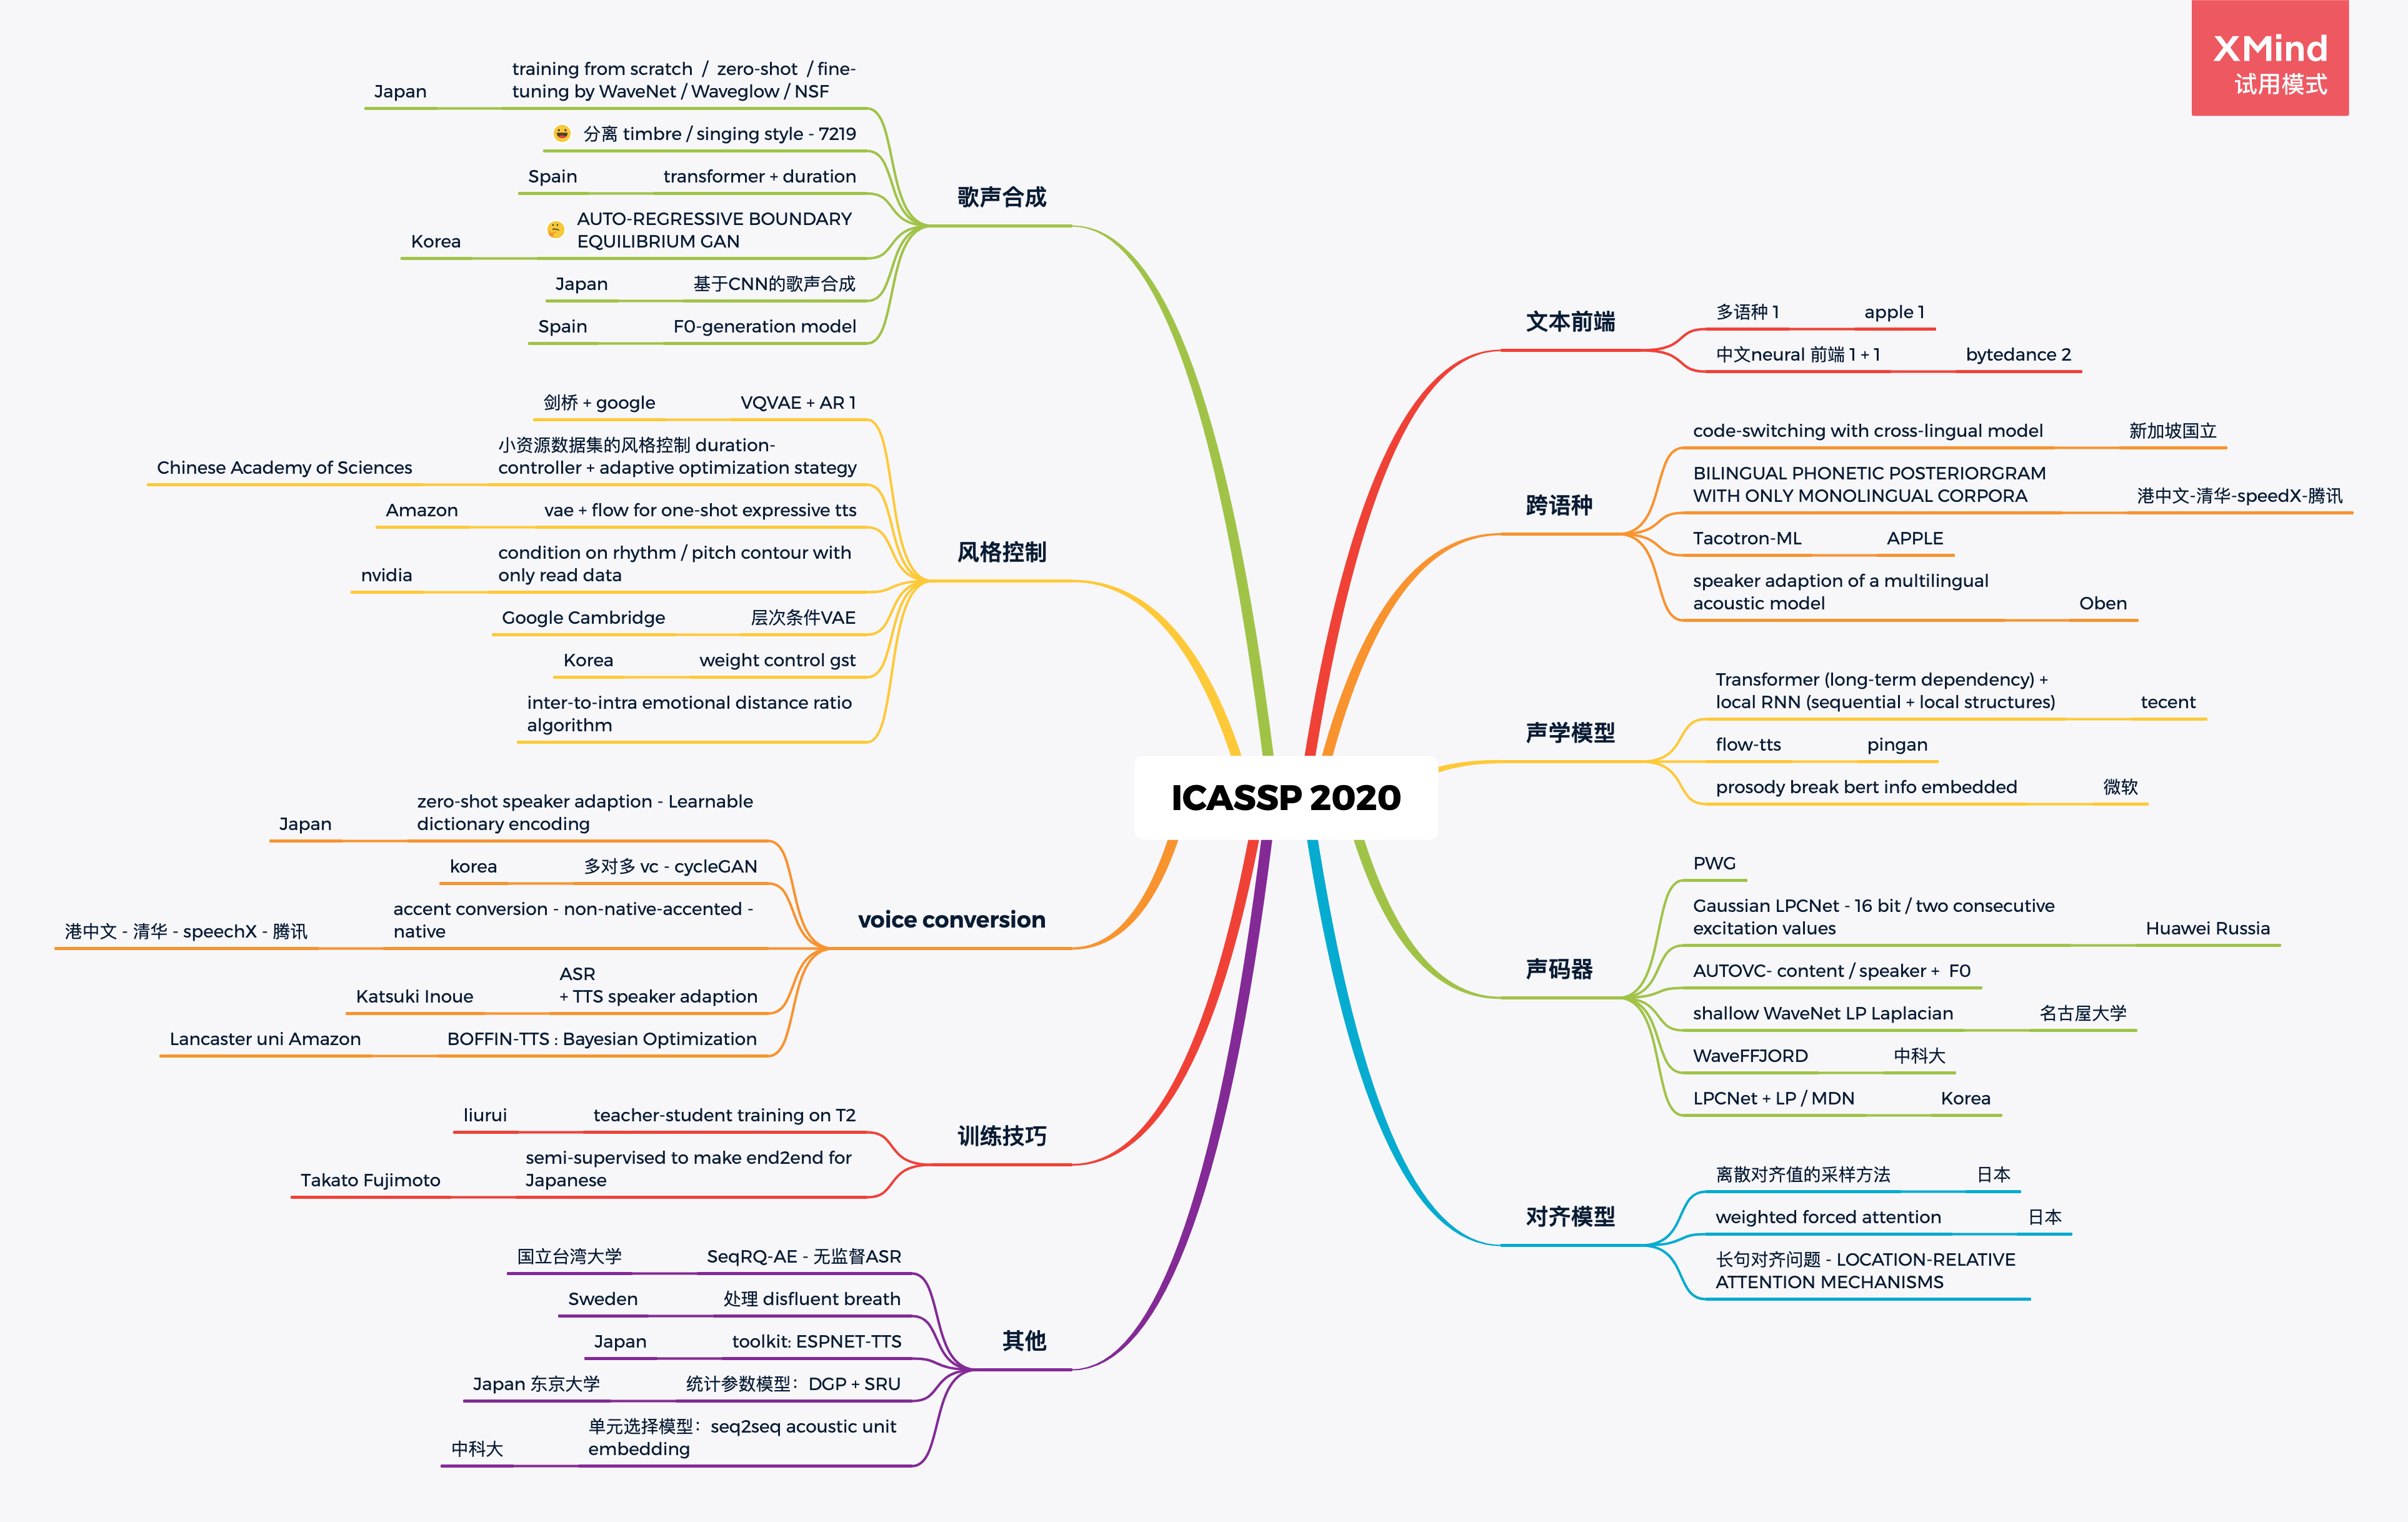 XMind
试用模式
ICASSP 2020
歌声合成
training from scratch / zero-shot / fine-
tuning by WaveNet / Waveglow / NSF
Japan
分离 timbre / singing style - 7219
transformer + duration
Spain
AUTO-REGRESSIVE BOUNDARY
EQUILIBRIUM GAN
Korea
基于CNN的歌声合成
Japan
F0-generation model
Spain
风格控制
VQVAE + AR 1
剑桥 + google
小资源数据集的风格控制 duration-
controller + adaptive optimization stategy
Chinese Academy of Sciences
vae + flow for one-shot expressive tts
Amazon
condition on rhythm / pitch contour with
only read data
nvidia
层次条件VAE
Google Cambridge
weight control gst
Korea
inter-to-intra emotional distance ratio
algorithm
voice conversion
zero-shot speaker adaption - Learnable
dictionary encoding
Japan
多对多 vc - cycleGAN
korea
accent conversion - non-native-accented -
native
港中文 - 清华 - speechX - 腾讯
ASR
+ TTS speaker adaption
Katsuki Inoue
BOFFIN-TTS : Bayesian Optimization
Lancaster uni Amazon
训练技巧
teacher-student training on T2
liurui
semi-supervised to make end2end for
Japanese
Takato Fujimoto
其他
SeqRQ-AE - 无监督ASR
国立台湾大学
处理 disfluent breath
Sweden
toolkit: ESPNET-TTS
Japan
统计参数模型：DGP + SRU
Japan 东京大学
单元选择模型：seq2seq acoustic unit
embedding
中科大
文本前端
多语种 1
apple 1
中文neural 前端 1 + 1
bytedance 2
跨语种
code-switching with cross-lingual model
新加坡国立
BILINGUAL PHONETIC POSTERIORGRAM
WITH ONLY MONOLINGUAL CORPORA
港中文-清华-speedX-腾讯
Tacotron-ML
APPLE
speaker adaption of a multilingual
acoustic model
Oben
声学模型
Transformer (long-term dependency) +
local RNN (sequential + local structures)
tecent
flow-tts
pingan
prosody break bert info embedded
微软
声码器
PWG
Gaussian LPCNet - 16 bit / two consecutive
excitation values
Huawei Russia
AUTOVC- content / speaker + F0
shallow WaveNet LP Laplacian
名古屋大学
WaveFFJORD
中科大
LPCNet + LP / MDN
Korea
对齐模型
离散对齐值的采样方法
日本
weighted forced attention
日本
长句对齐问题 - LOCATION-RELATIVE
ATTENTION MECHANISMS